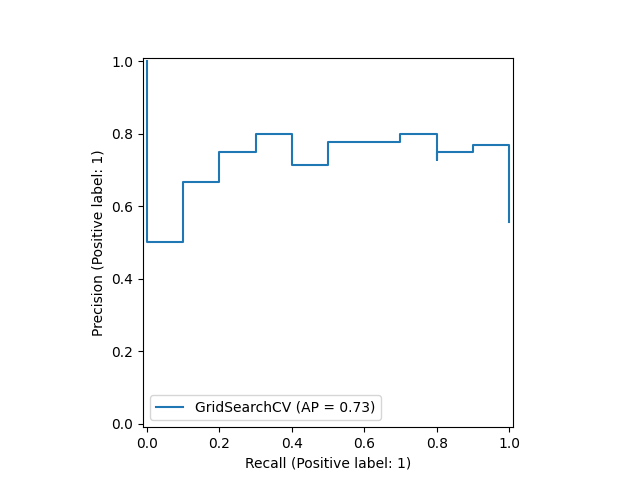 1.0
0.8
0.6
0.4
0.2
0.0
Precision (Positive label: 1)
GridSearchCV (AP = 0.73)
0.0 0.2 0.4 0.6 0.8 1.0
Recall (Positive label: 1)